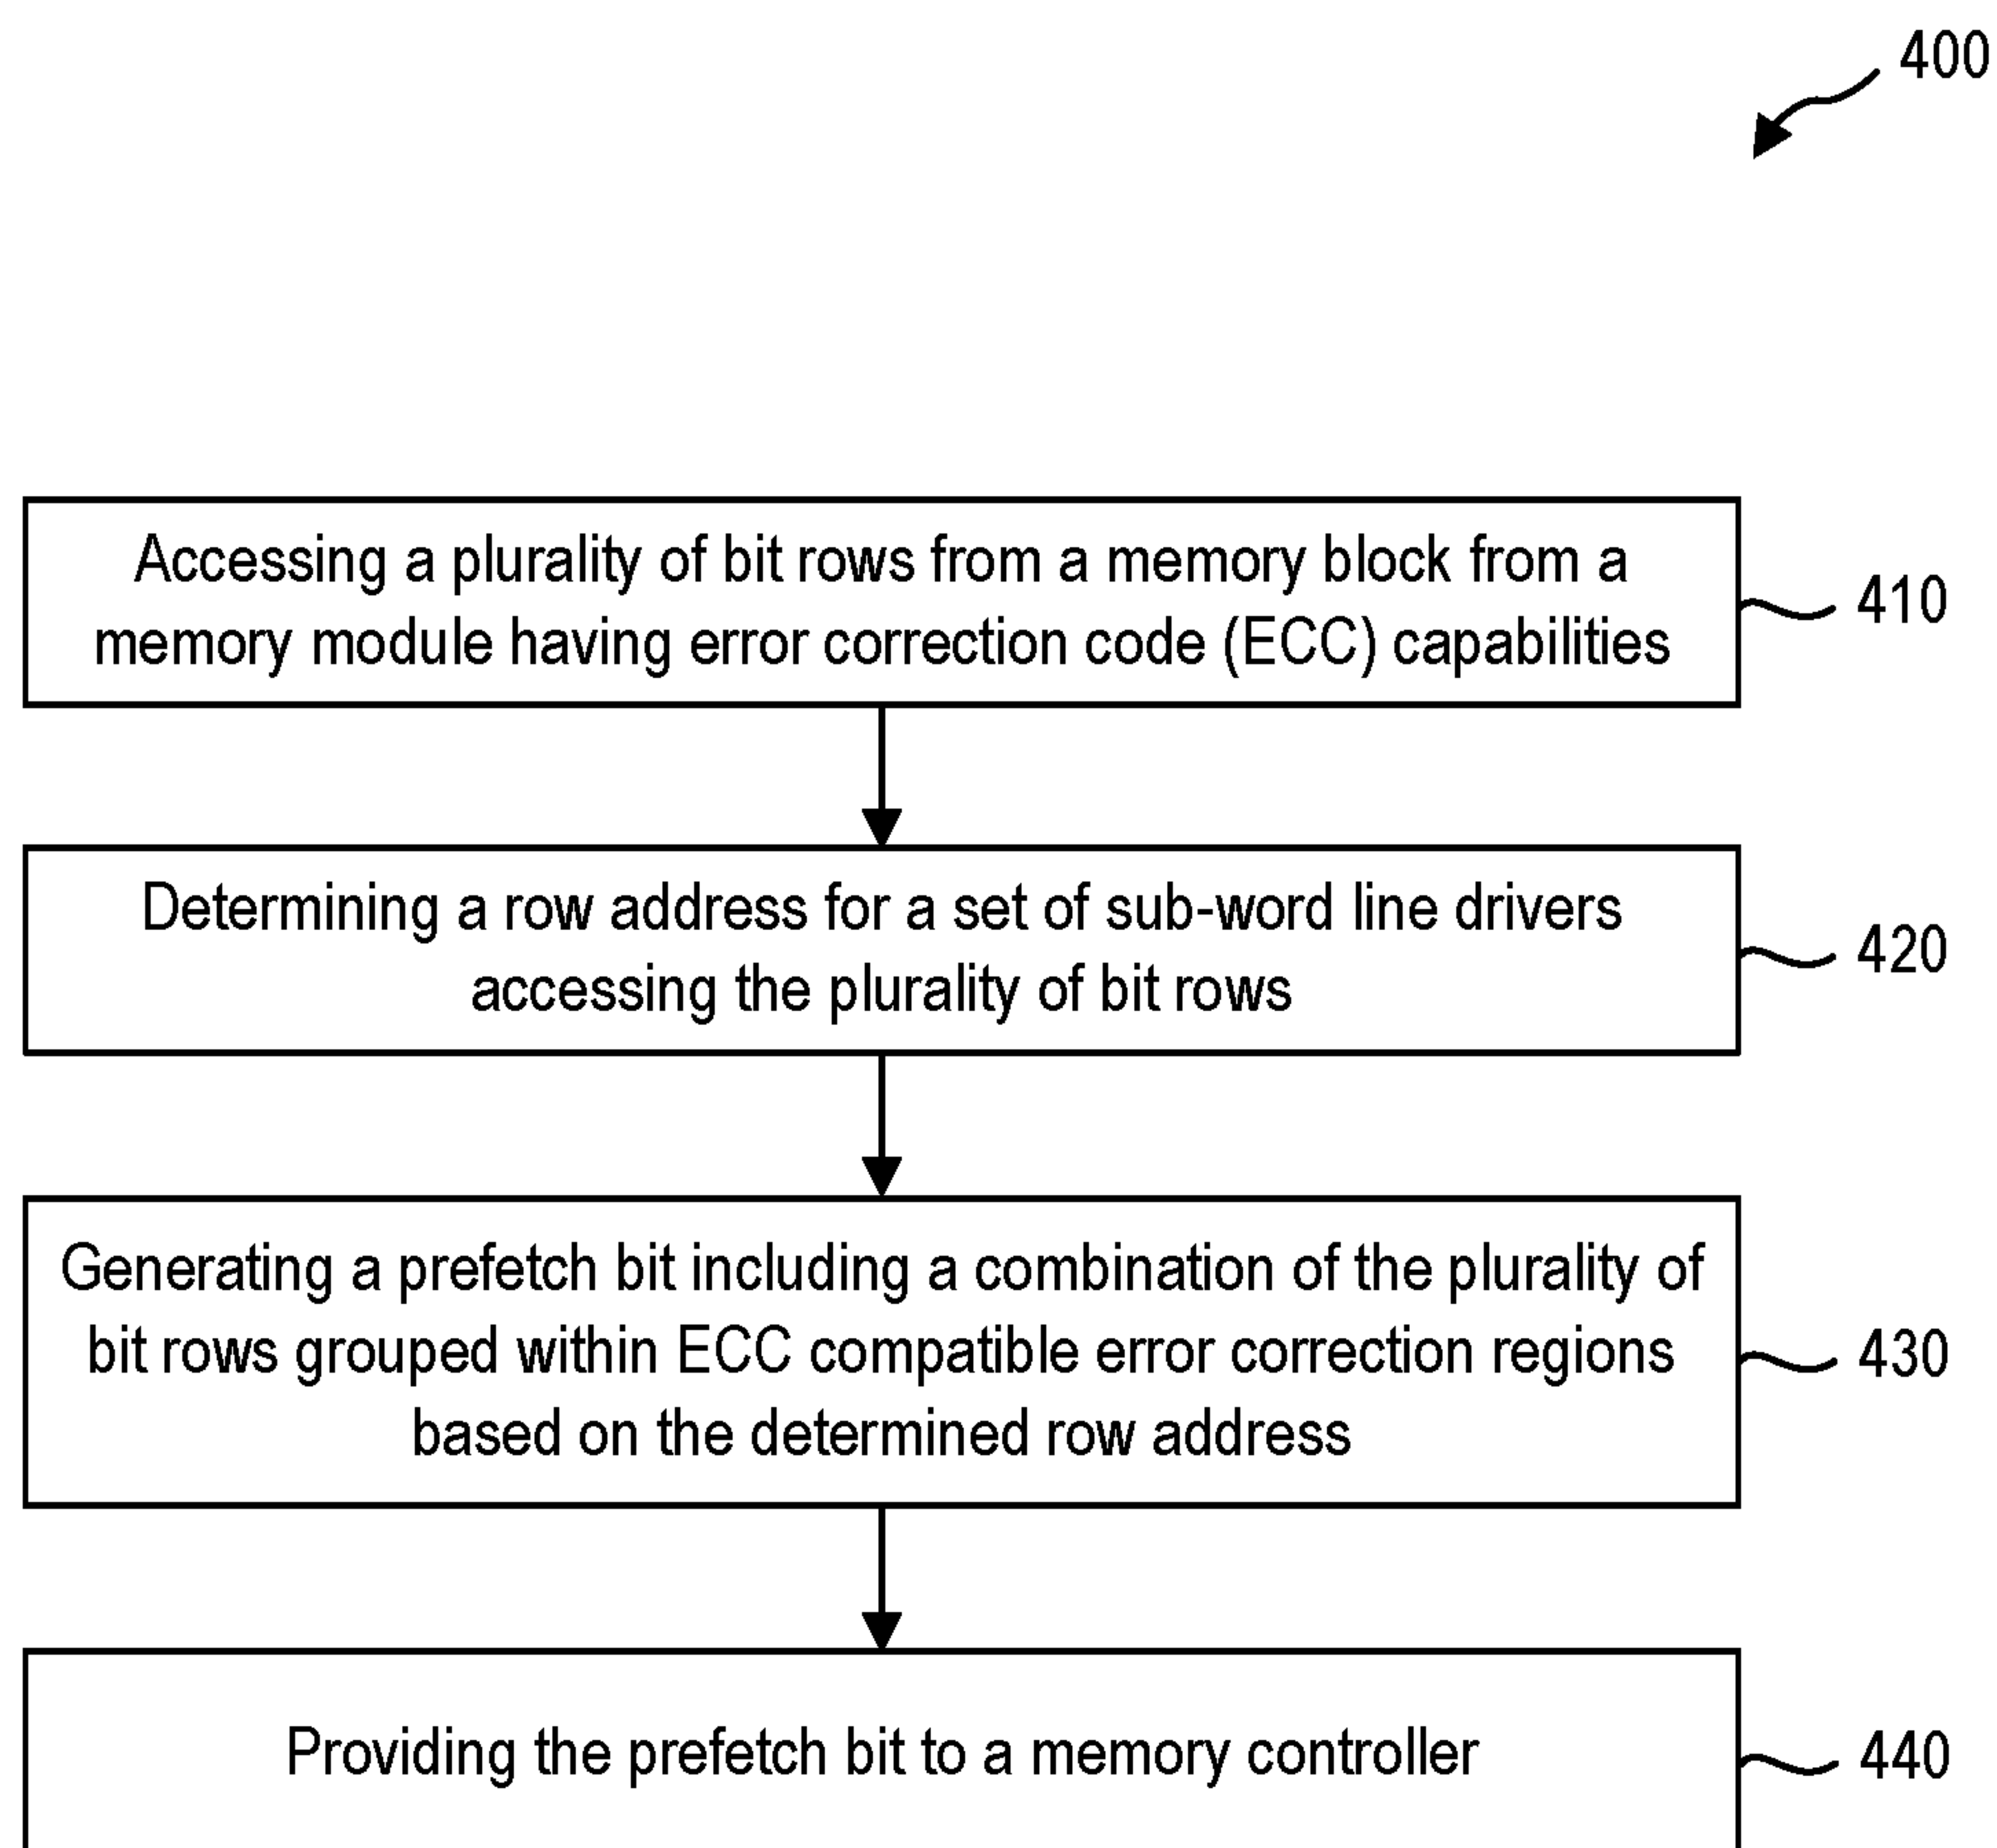 400
Accessing a plurality of bit rows from a memory block from a
memory module having error correction code (ECC) capabilities
410
Determining a row address for a set of sub-word line drivers
accessing the plurality of bit rows
420
Generating a prefetch bit including a combination of the plurality of
bit rows grouped within ECC compatible error correction regions
based on the determined row address
430
Providing the prefetch bit to a memory controller
440